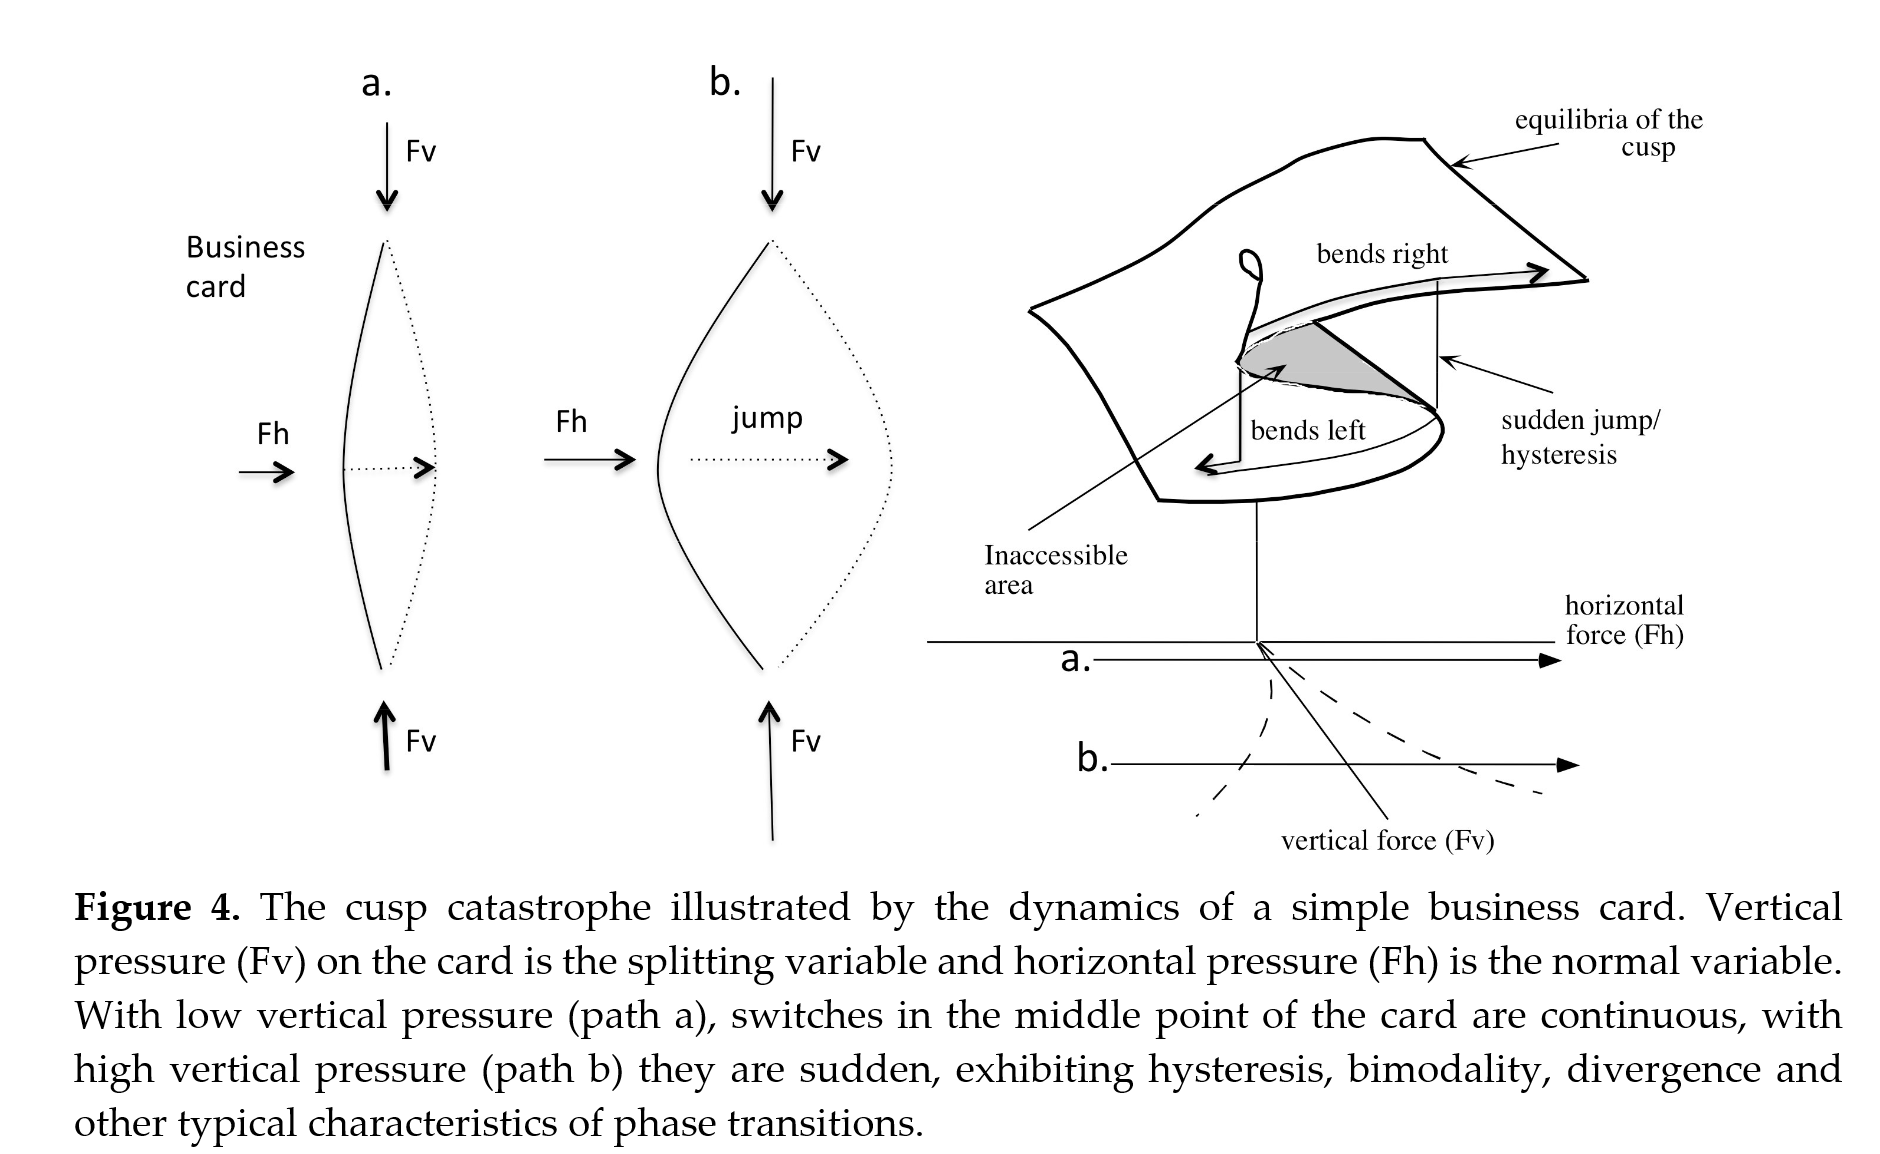 a.
Fv
Business
card
Fh
Fv
b.
Fv
Fh
jump
Fv
equilibria of the
cusp
bends right
bends left
sudden jump/
hysteresis
Inaccessible
area
horizontal
force (Fh)
a.
b.
vertical force (Fv)
Figure 4. The cusp catastrophe illustrated by the dynamics of a simple business card. Vertical
pressure (Fv) on the card is the splitting variable and horizontal pressure (Fh) is the normal variable.
With low vertical pressure (path a), switches in the middle point of the card are continuous, with
high vertical pressure (path b) they are sudden, exhibiting hysteresis, bimodality, divergence and
other typical characteristics of phase transitions.